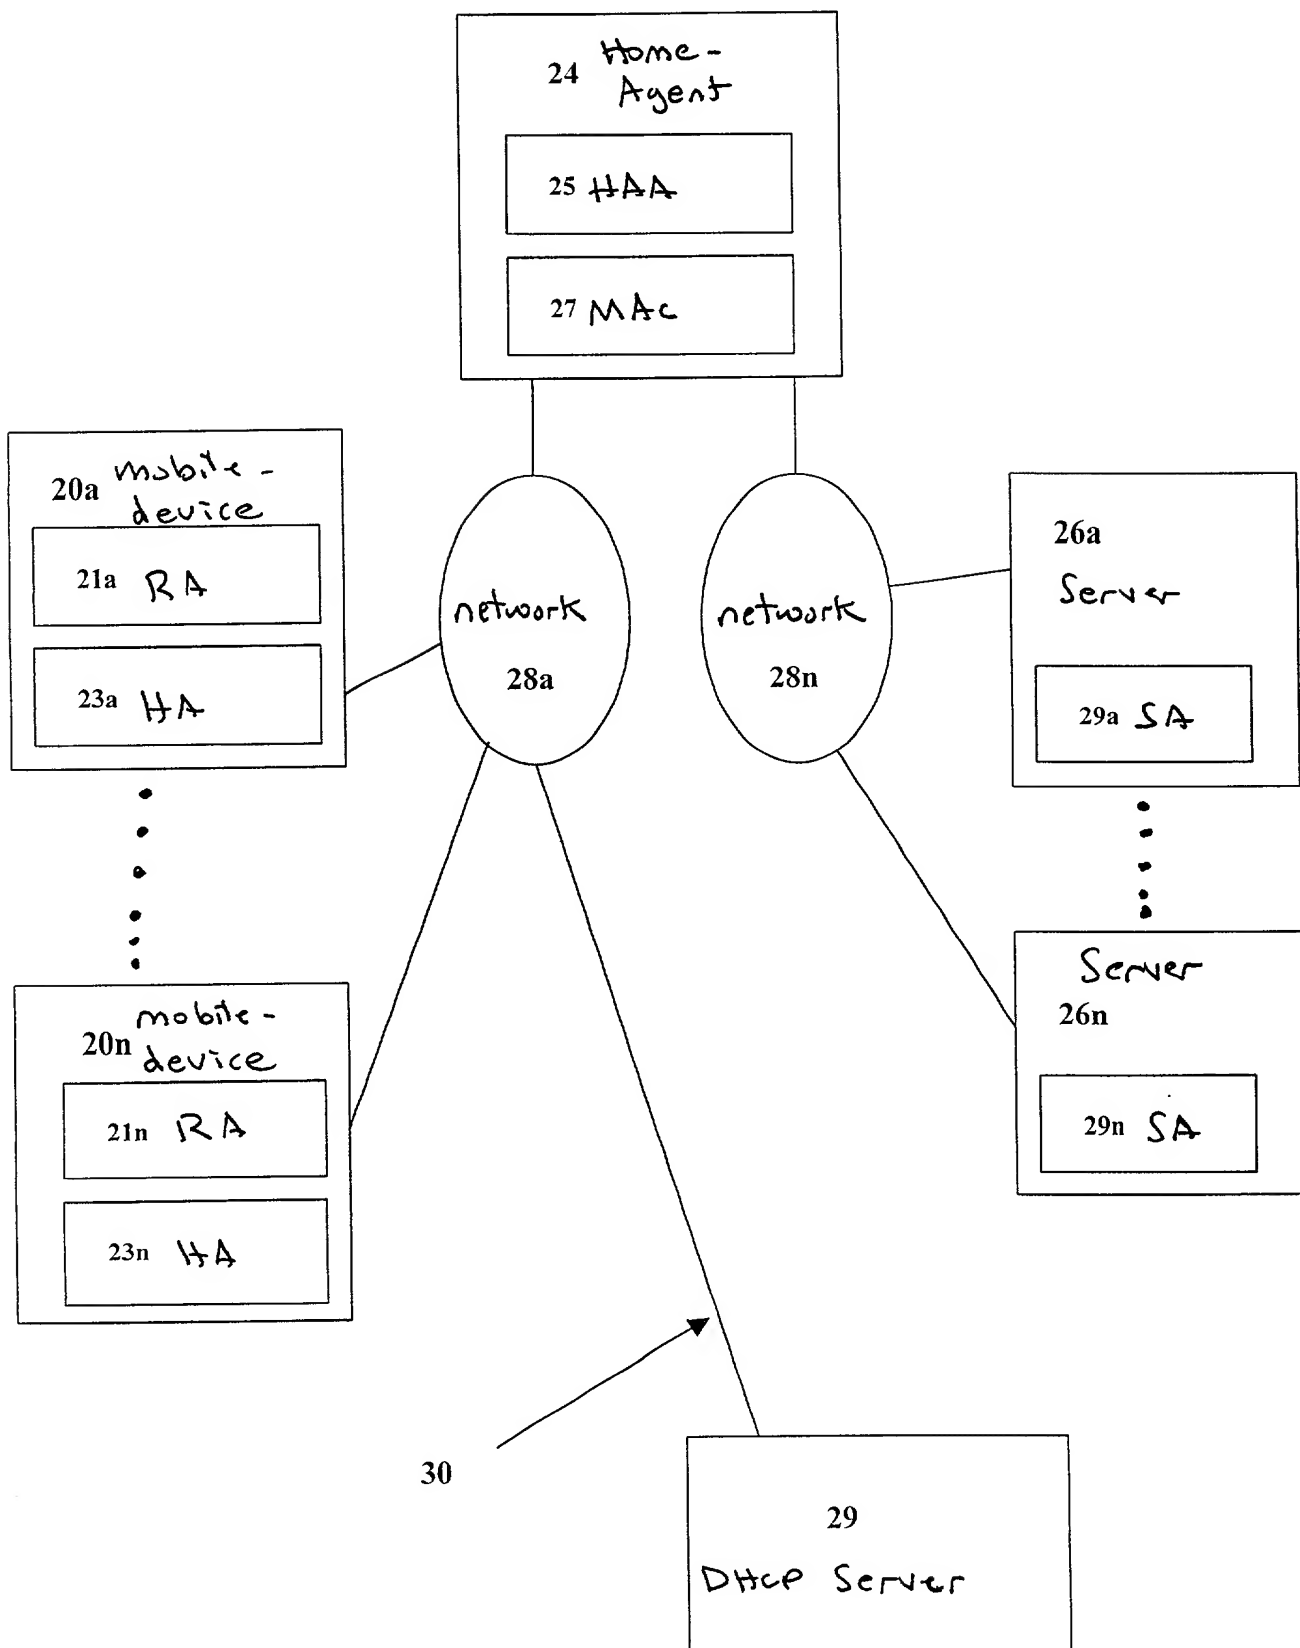 24 Home-
Agent
25 HAA
27 MAC
20a mobile-
device
21a RA
23a HA
network
28a
network
28n
26a
Server
29a SA
20n mobile-
device
21n RA
23n HA
Server
26n
29n SA
30
29
DHCP Server